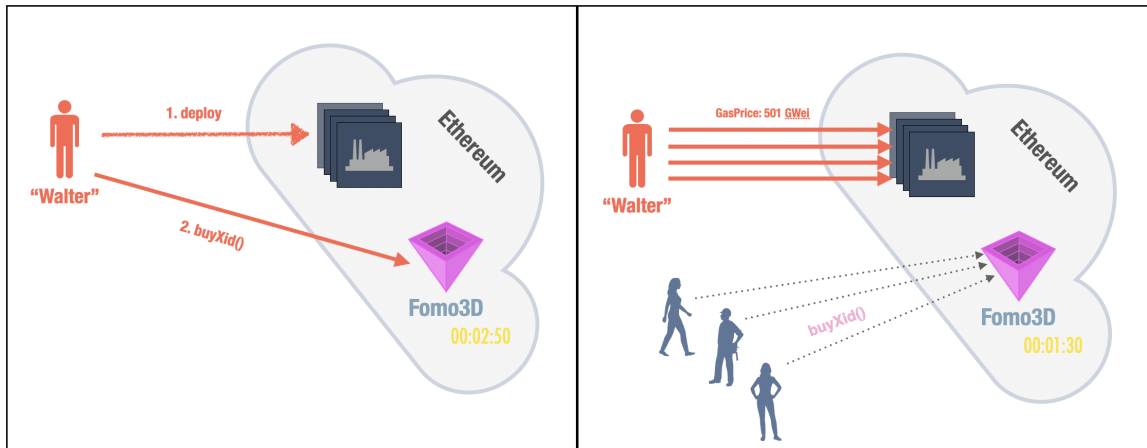 1. deploy
Ethereum
“Walter”
2. buyXid()
Fomo3D
00:02:50
GasPrice: 501 GWei
Ethereum
“Walter”
buyXid()
Fomo3D
00:01:30